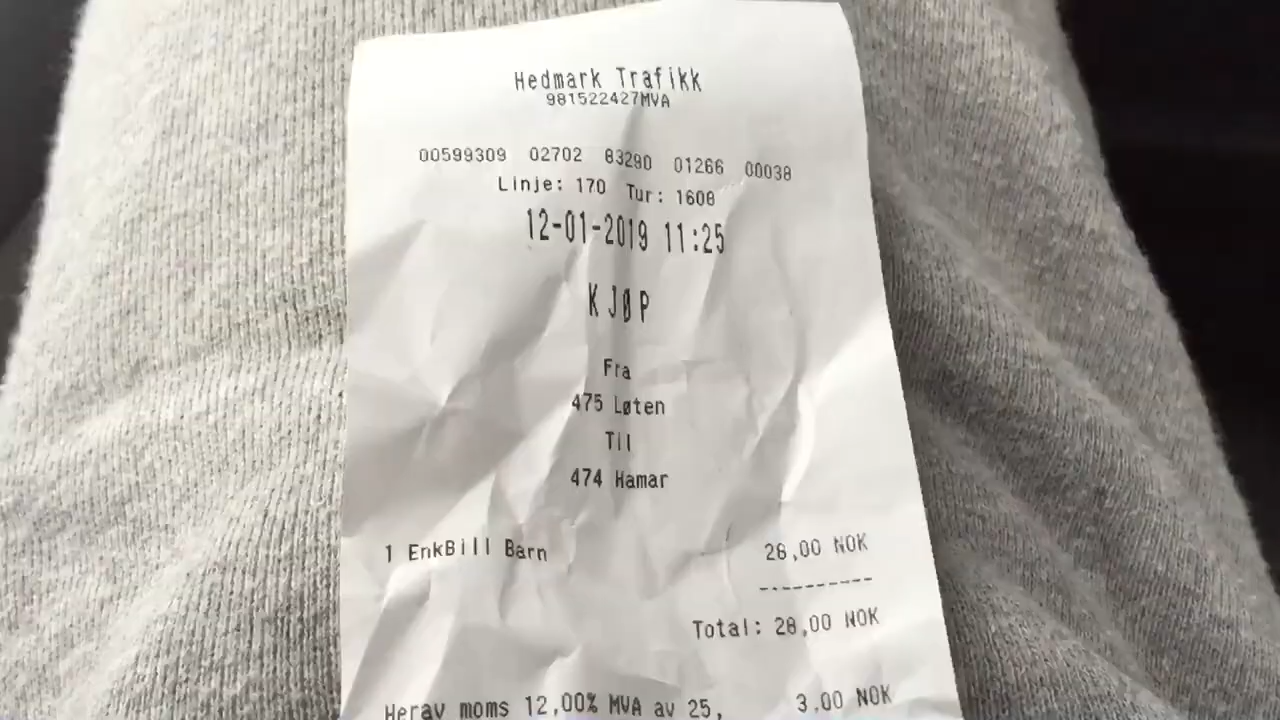 Hedmark Trafikk
981522427MVA
00599309 02702 83290 01266 00038
Linje: 170 Tur: 1608
12-01-2019 11:25
KJØP
Fra
475 Løten
Til
474 Hamar
1 EnkBill Barn 28,00 NOK
----------
Total: 28,00 NOK
Herav moms 12,00% MVA av 25, 3,00 NOK